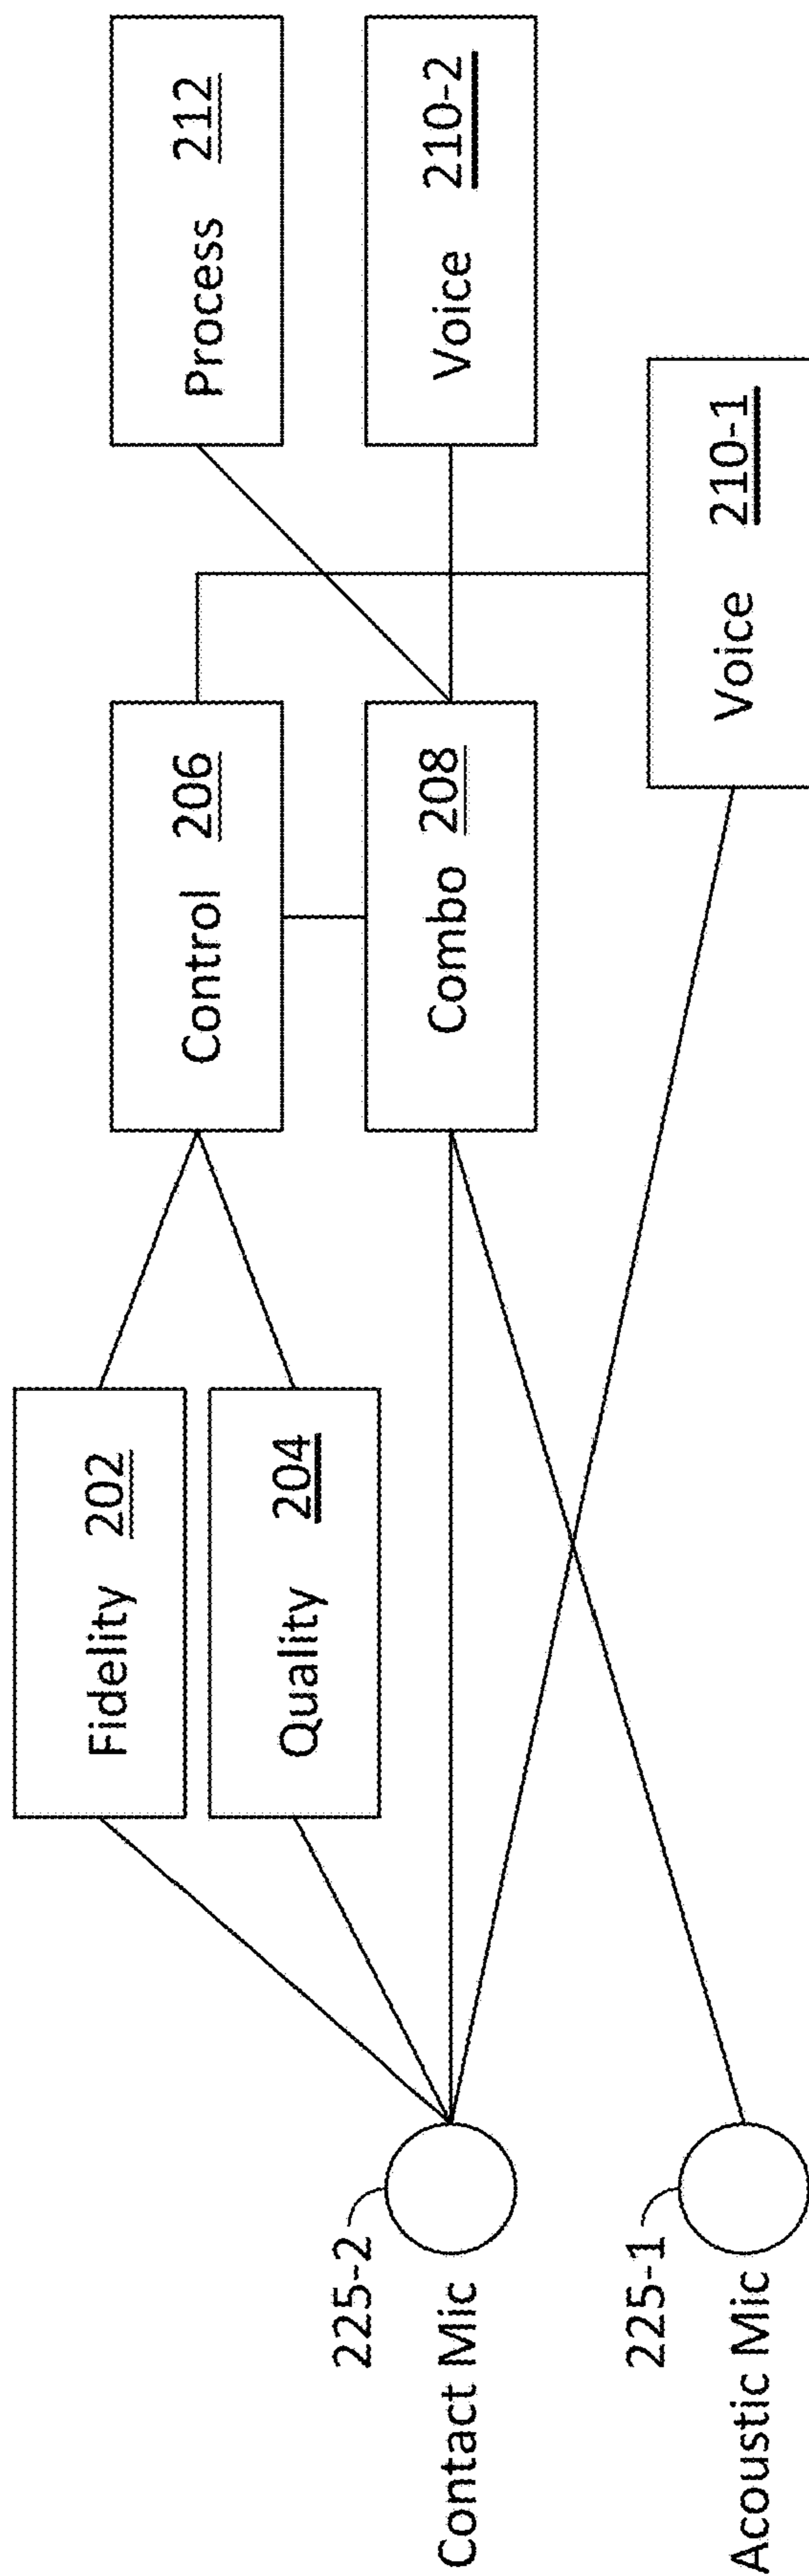 Fidelity 202
Quality 204
Control 206
Combo 208
Process 212
Voice 210-2
Voice 210-1
225-2
Contact Mic
225-1
Acoustic Mic